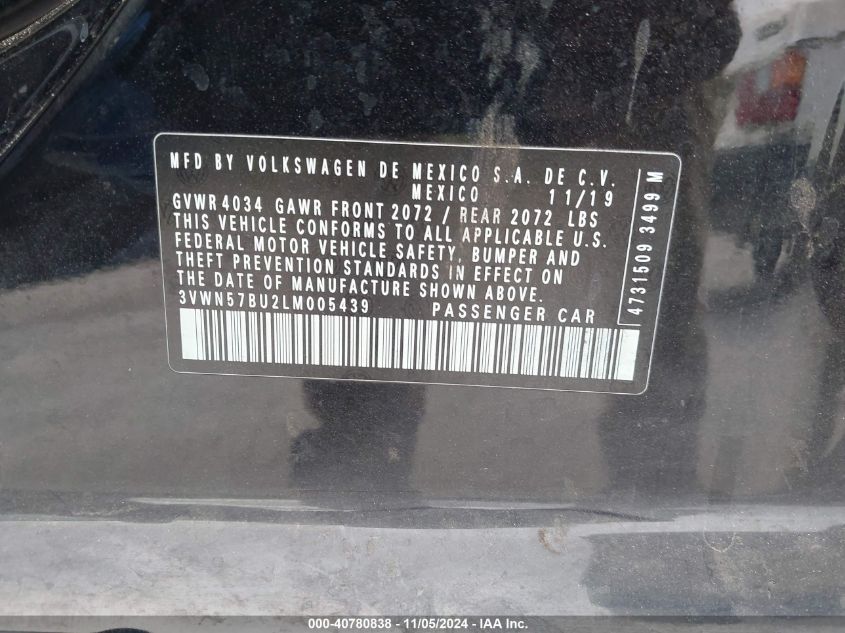 MFD BY VOLKSWAGEN DE MEXICO S.A. DE C.V.
MEXICO 11/19
GVWR 4034 GAWR FRONT 2072 / REAR 2072 LBS
THIS VEHICLE CONFORMS TO ALL APPLICABLE U.S.
FEDERAL MOTOR VEHICLE SAFETY, BUMPER AND
THEFT PREVENTION STANDARDS IN EFFECT ON
THE DATE OF MANUFACTURE SHOWN ABOVE.
3VWN57BU2LM005439 PASSENGER CAR
4731509 3499 M
000-40780838 - 11/05/2024 - IAA Inc.